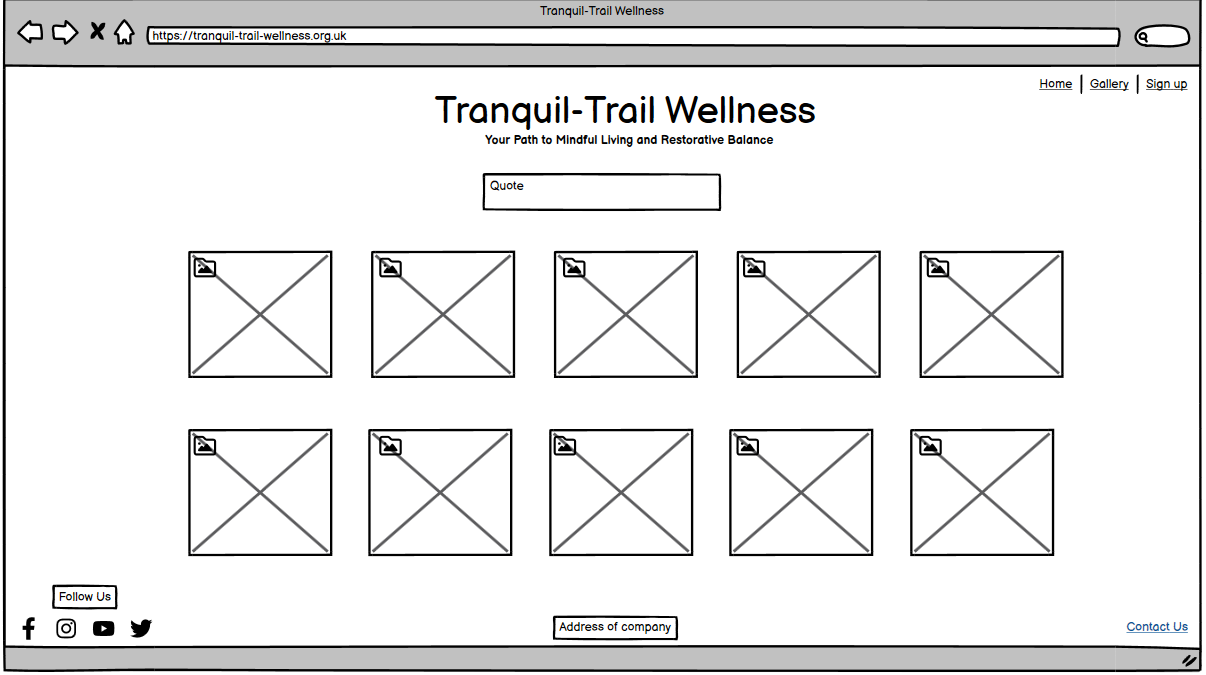 Tranquil-Trail Wellness
https://tranquil-trail-wellness.org.uk
Home Gallery Sign up
Tranquil-Trail Wellness
Your Path to Mindful Living and Restorative Balance
Quote
Follow Us
Address of company
Contact Us